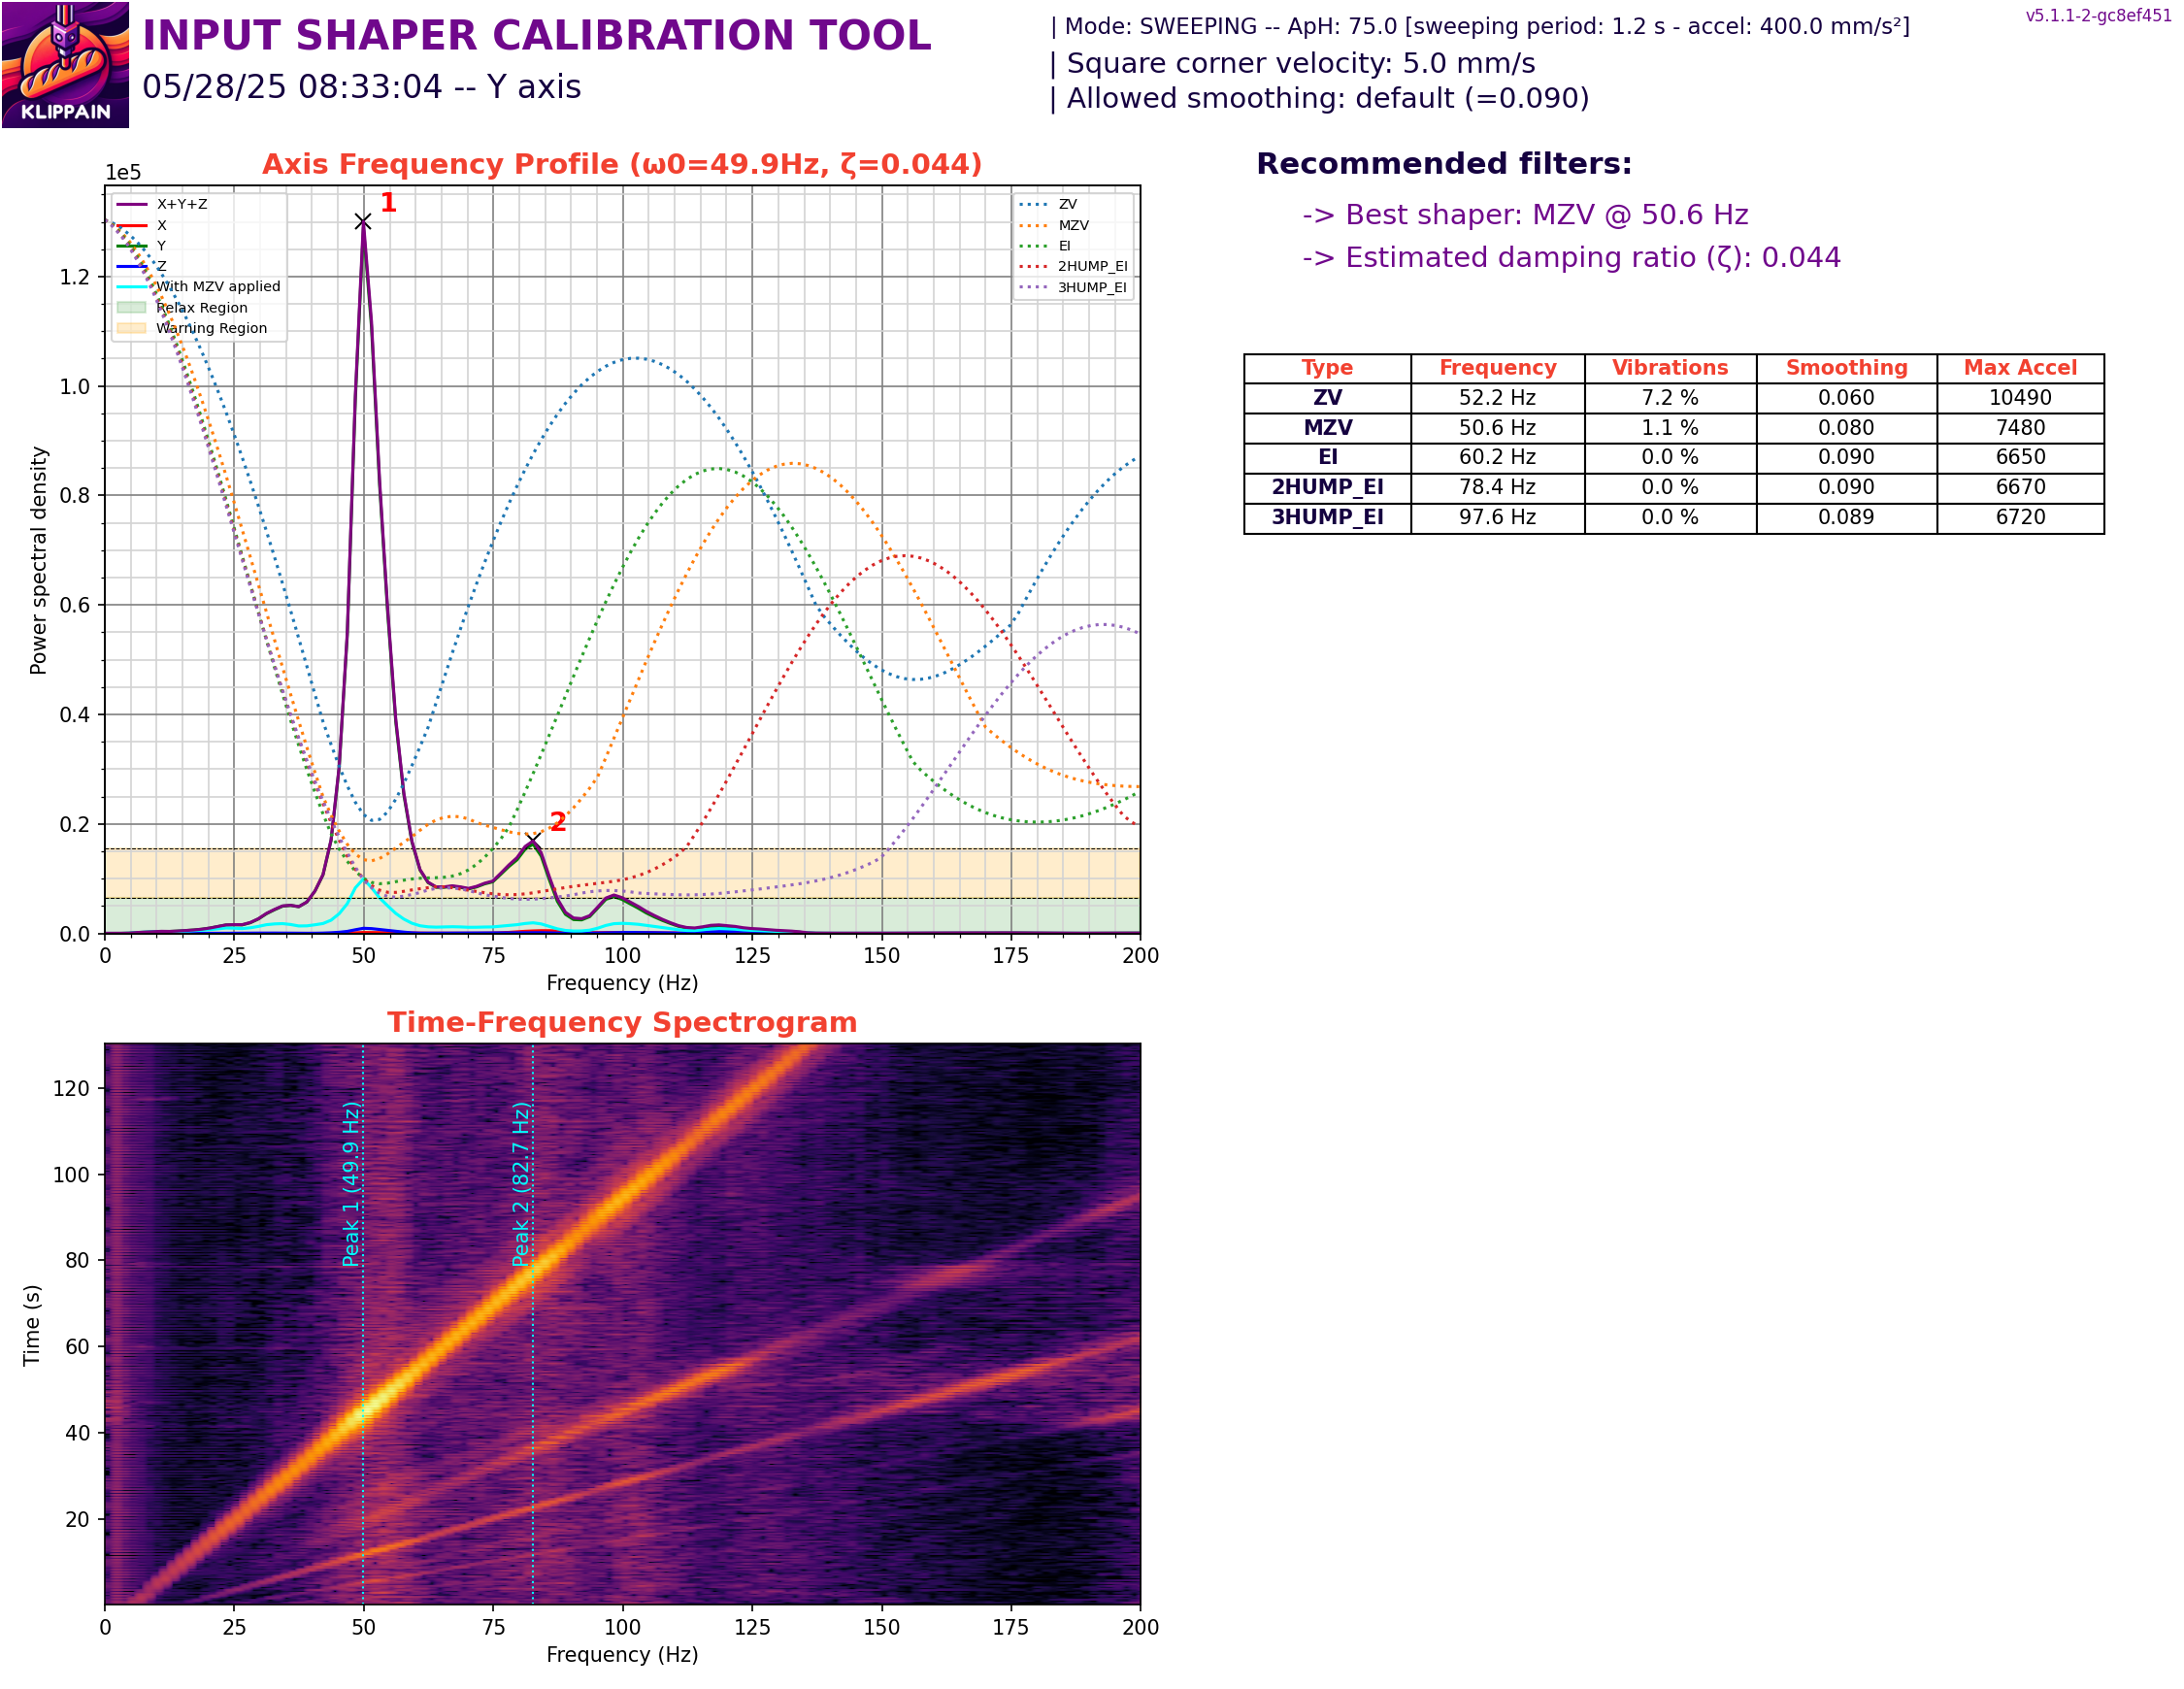 KLIPPAIN
INPUT SHAPER CALIBRATION TOOL
05/28/25 08:33:04 -- Y axis
| Mode: SWEEPING -- ApH: 75.0 [sweeping period: 1.2 s - accel: 400.0 mm/s²]
| Square corner velocity: 5.0 mm/s
| Allowed smoothing: default (=0.090)
v5.1.1-2-gc8ef451
Axis Frequency Profile (ω0=49.9Hz, ζ=0.044)
1e5
X+Y+Z
X
Y
Z
With MZV applied
Relax Region
Warning Region
ZV
MZV
EI
2HUMP_EI
3HUMP_EI
1
2
Power spectral density
1.2
1.0
0.8
0.6
0.4
0.2
0.0
0 25 50 75 100 125 150 175 200
Frequency (Hz)
Recommended filters:
-> Best shaper: MZV @ 50.6 Hz
-> Estimated damping ratio (ζ): 0.044
Type Frequency Vibrations Smoothing Max Accel
ZV 52.2 Hz 7.2 % 0.060 10490
MZV 50.6 Hz 1.1 % 0.080 7480
EI 60.2 Hz 0.0 % 0.090 6650
2HUMP_EI 78.4 Hz 0.0 % 0.090 6670
3HUMP_EI 97.6 Hz 0.0 % 0.089 6720
Time-Frequency Spectrogram
Time (s)
120
100
80
60
40
20
Peak 1 (49.9 Hz)
Peak 2 (82.7 Hz)
0 25 50 75 100 125 150 175 200
Frequency (Hz)